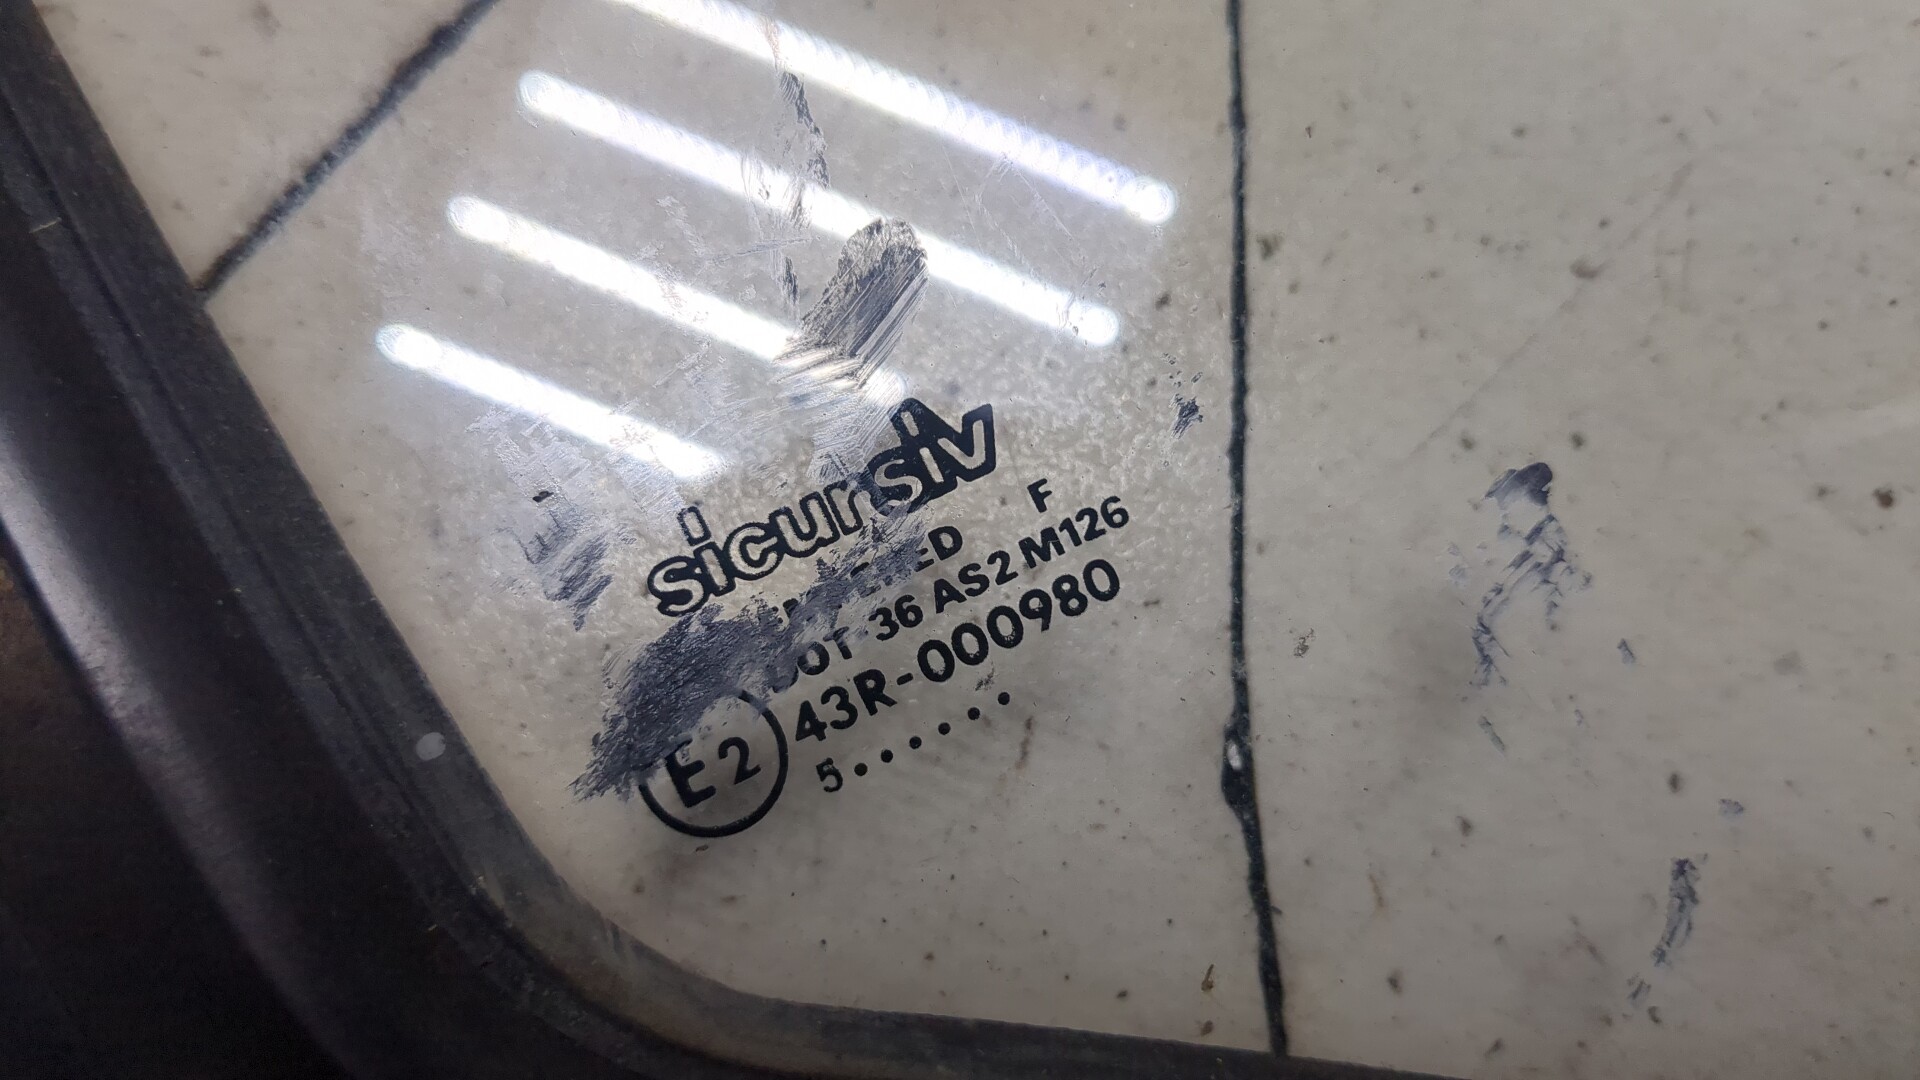 sicursiv
F
36 AS2 M126
43R-000980
E2
5......